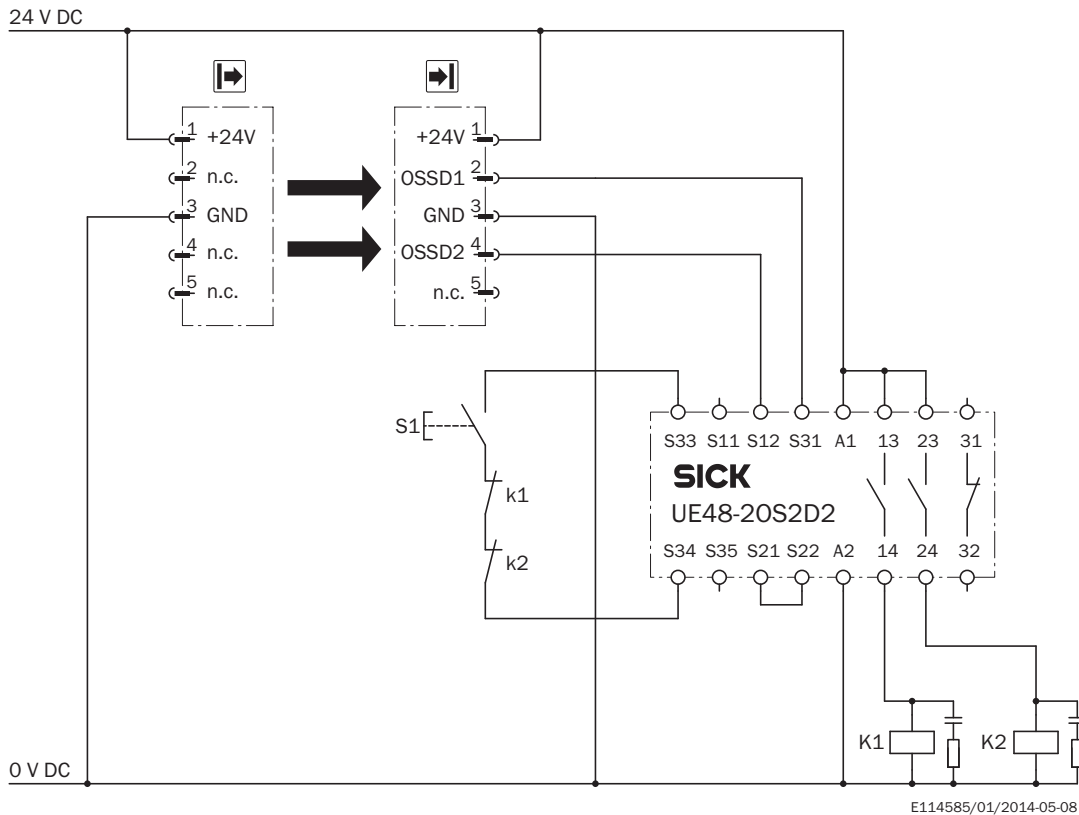 24 V DC
1 +24V
2 n.c.
3 GND
4 n.c.
5 n.c.
+24V 1
OSSD1 2
GND 3
OSSD2 4
n.c. 5
S1
k1
k2
S33 S11 S12 S31 A1 13 23 31
SICK
UE48-2OS2D2
S34 S35 S21 S22 A2 14 24 32
K1
K2
0 V DC
E114585/01/2014-05-08